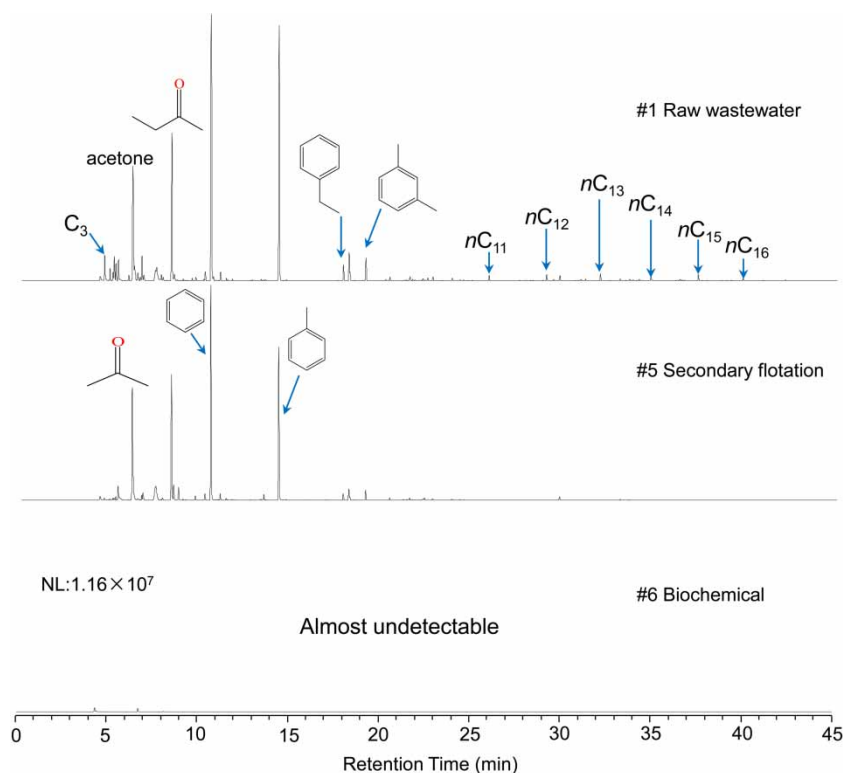 O
#1 Raw wastewater
acetone
C₃
nC₁₁
nC₁₂
nC₁₃
nC₁₄
nC₁₅
nC₁₆
O
#5 Secondary flotation
NL:1.16×10⁷
#6 Biochemical
Almost undetectable
0 5 10 15 20 25 30 35 40 45
Retention Time (min)